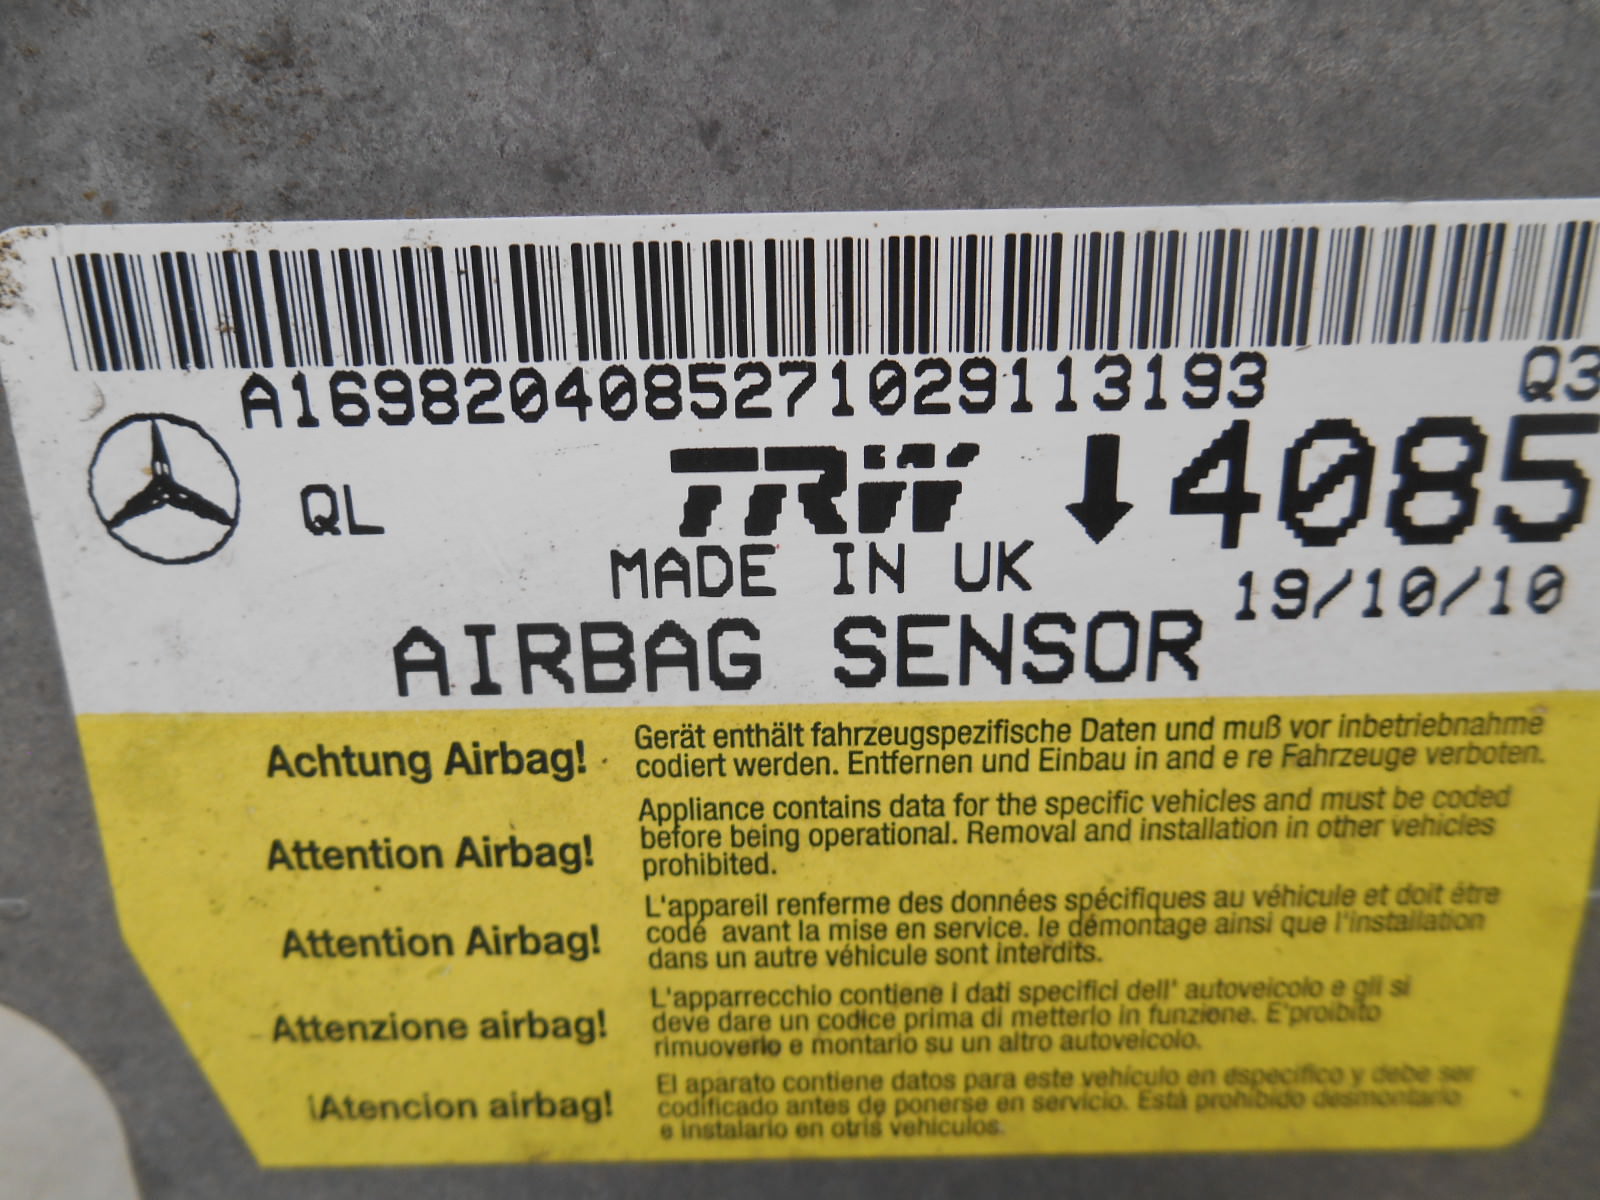 A1698204085271029113193 Q3
QL TRW 4085
MADE IN UK
19/10/10
AIRBAG SENSOR
Achtung Airbag!
Gerät enthält fahrzeugspezifische Daten und muß vor inbetriebnahme
codiert werden. Entfernen und Einbau in and e re Fahrzeuge verboten.
Attention Airbag!
Appliance contains data for the specific vehicles and must be coded
before being operational. Removal and installation in other vehicles
prohibited.
Attention Airbag!
L'appareil renferme des données spécifiques au véhicule et doit être
codé avant la mise en service. le démontage ainsi que l'installation
dans un autre véhicule sont interdits.
Attenzione airbag!
L'apparrecchio contiene i dati specifici dell' autoveicolo e gli si
deve dare un codice prima di metterlo in funzione. E'proibito
rimuoverlo e montarlo su un altro autoveicolo.
¡Atencion airbag!
El aparato contiene datos para este vehículo en especifico y debe ser
codificado antes de ponerse en servicio. Está prohibido desmontarlo
e instalarlo en otris vehiculos.